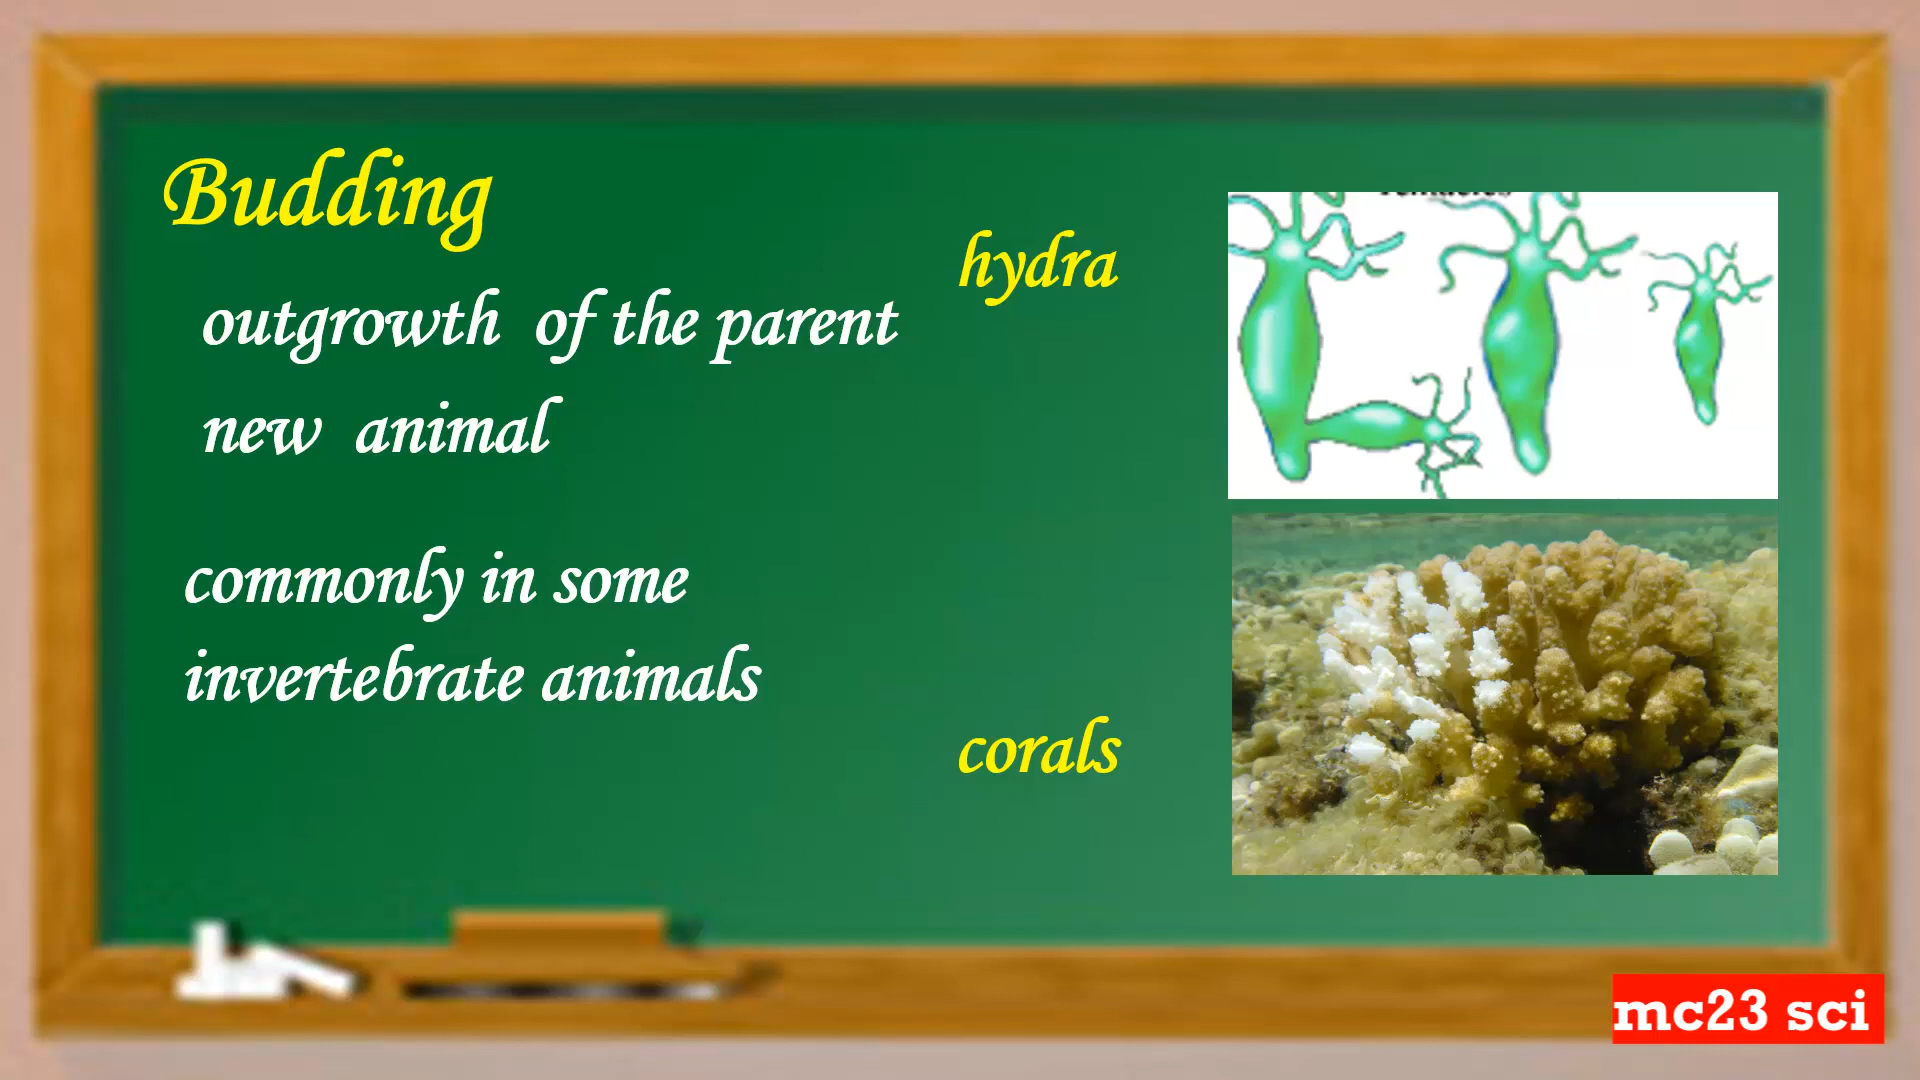 Budding
outgrowth of the parent
new animal
commonly in some
invertebrate animals
hydra
corals
mc23 sci